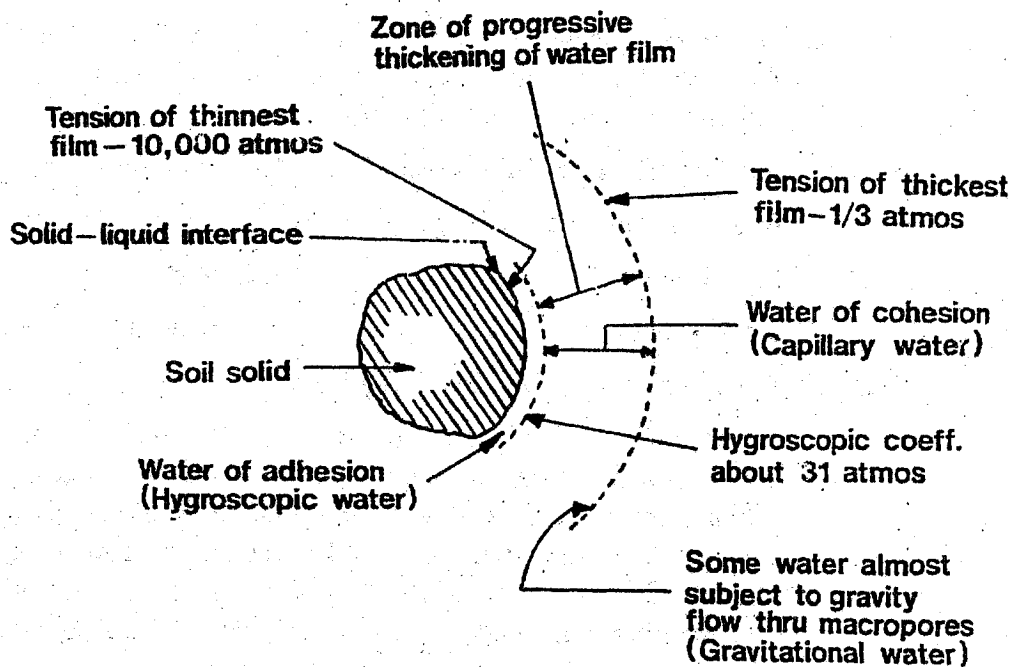 Zone of progressive
thickening of water film
Tension of thinnest
film—10,000 atmos
Tension of thickest
film—1/3 atmos
Solid—liquid interface
Water of cohesion
(Capillary water)
Soil solid
Hygroscopic coeff.
about 31 atmos
Water of adhesion
(Hygroscopic water)
Some water almost
subject to gravity
flow thru macropores
(Gravitational water)